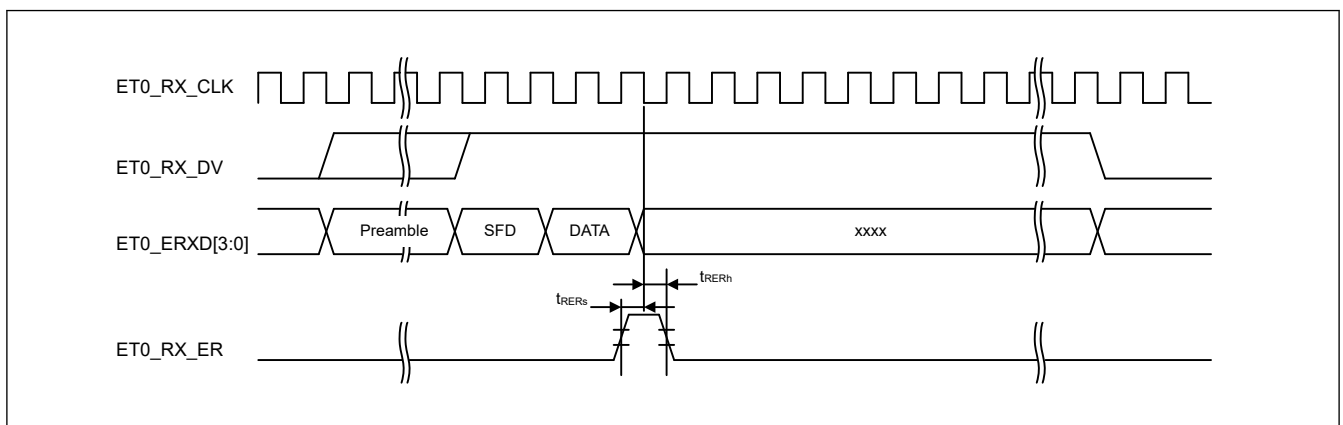 ET0_RX_CLK
ET0_RX_DV
ET0_ERXD[3:0]
Preamble
SFD
DATA
xxxx
tRERh
tRERs
ET0_RX_ER